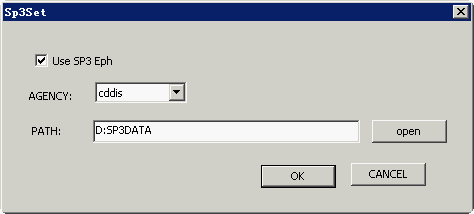 Sp3Set
Use SP3 Eph
AGENCY: cddis
PATH: D:SP3DATA open
OK CANCEL